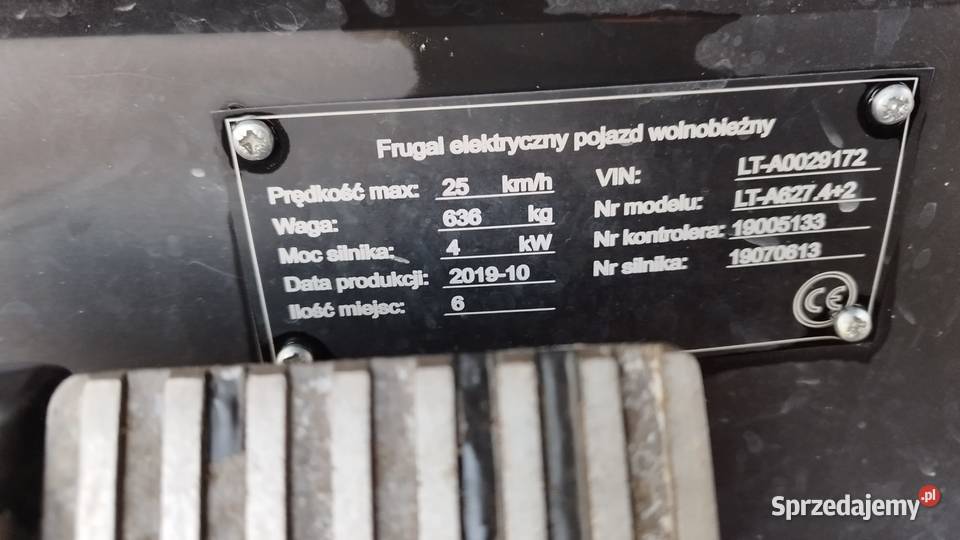 Frugal elektryczny pojazd wolnobieżny
Prędkość max: 25 km/h
Waga: 636 kg
Moc silnika: 4 kW
Data produkcji: 2019-10
Ilość miejsc: 6
VIN: LT-A0029172
Nr modelu: LT-A627.4+2
Nr kontrolera: 19005133
Nr silnika: 19070613
CE
Sprzedajemy.pl